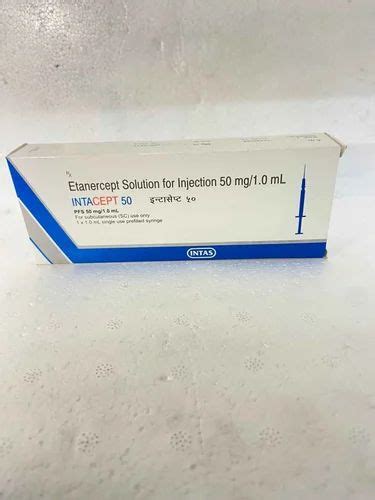 Rx
Etanercept Solution for Injection 50 mg/1.0 mL
INTACEPT 50 इन्टासेप्ट ५०
PFS 50 mg/1.0 mL
For subcutaneous (SC) use only
1 x 1.0 mL single use prefilled syringe
INTAS